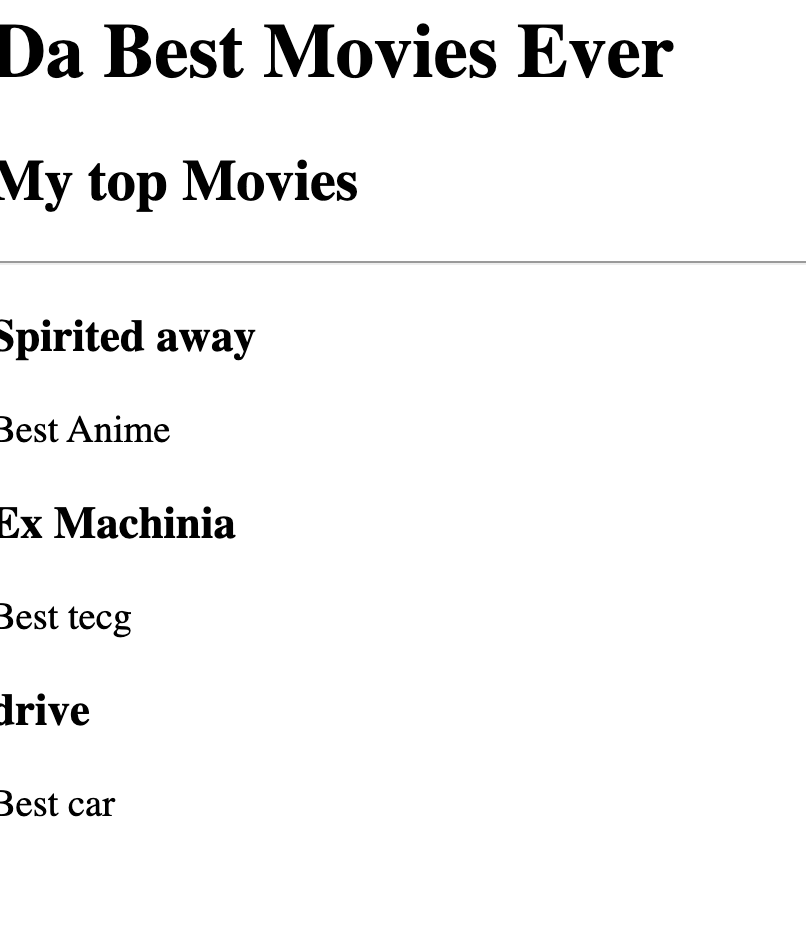 Da Best Movies Ever
My top Movies
Spirited away
Best Anime
Ex Machinia
Best tecg
drive
Best car